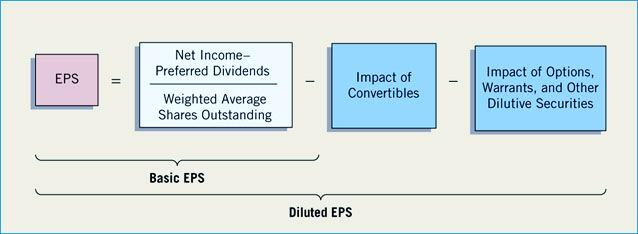 EPS
=
Net Income–
Preferred Dividends
Weighted Average
Shares Outstanding
–
Impact of
Convertibles
–
Impact of Options,
Warrants, and Other
Dilutive Securities
Basic EPS
Diluted EPS